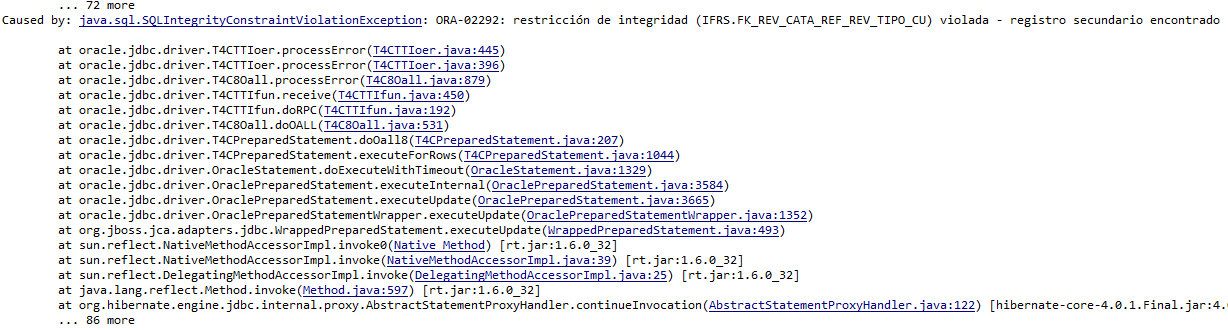 ... 72 more
Caused by: java.sql.SQLIntegrityConstraintViolationException: ORA-02292: restricción de integridad (IFRS.FK_REV_CATA_REF_REV_TIPO_CU) violada - registro secundario encontrado
at oracle.jdbc.driver.T4CTTIoer.processError(T4CTTIoer.java:445)
at oracle.jdbc.driver.T4CTTIoer.processError(T4CTTIoer.java:396)
at oracle.jdbc.driver.T4C8Oall.processError(T4C8Oall.java:879)
at oracle.jdbc.driver.T4CTTIfun.receive(T4CTTIfun.java:450)
at oracle.jdbc.driver.T4CTTIfun.doRPC(T4CTTIfun.java:192)
at oracle.jdbc.driver.T4C8Oall.doOALL(T4C8Oall.java:531)
at oracle.jdbc.driver.T4CPreparedStatement.doOall8(T4CPreparedStatement.java:207)
at oracle.jdbc.driver.T4CPreparedStatement.executeForRows(T4CPreparedStatement.java:1044)
at oracle.jdbc.driver.OracleStatement.doExecuteWithTimeout(OracleStatement.java:1329)
at oracle.jdbc.driver.OraclePreparedStatement.executeInternal(OraclePreparedStatement.java:3584)
at oracle.jdbc.driver.OraclePreparedStatement.executeUpdate(OraclePreparedStatement.java:3665)
at oracle.jdbc.driver.OraclePreparedStatementWrapper.executeUpdate(OraclePreparedStatementWrapper.java:1352)
at org.jboss.jca.adapters.jdbc.WrappedPreparedStatement.executeUpdate(WrappedPreparedStatement.java:493)
at sun.reflect.NativeMethodAccessorImpl.invoke0(Native Method) [rt.jar:1.6.0_32]
at sun.reflect.NativeMethodAccessorImpl.invoke(NativeMethodAccessorImpl.java:39) [rt.jar:1.6.0_32]
at sun.reflect.DelegatingMethodAccessorImpl.invoke(DelegatingMethodAccessorImpl.java:25) [rt.jar:1.6.0_32]
at java.lang.reflect.Method.invoke(Method.java:597) [rt.jar:1.6.0_32]
at org.hibernate.engine.jdbc.internal.proxy.AbstractStatementProxyHandler.continueInvocation(AbstractStatementProxyHandler.java:122) [hibernate-core-4.0.1.Final.jar:4.
... 86 more